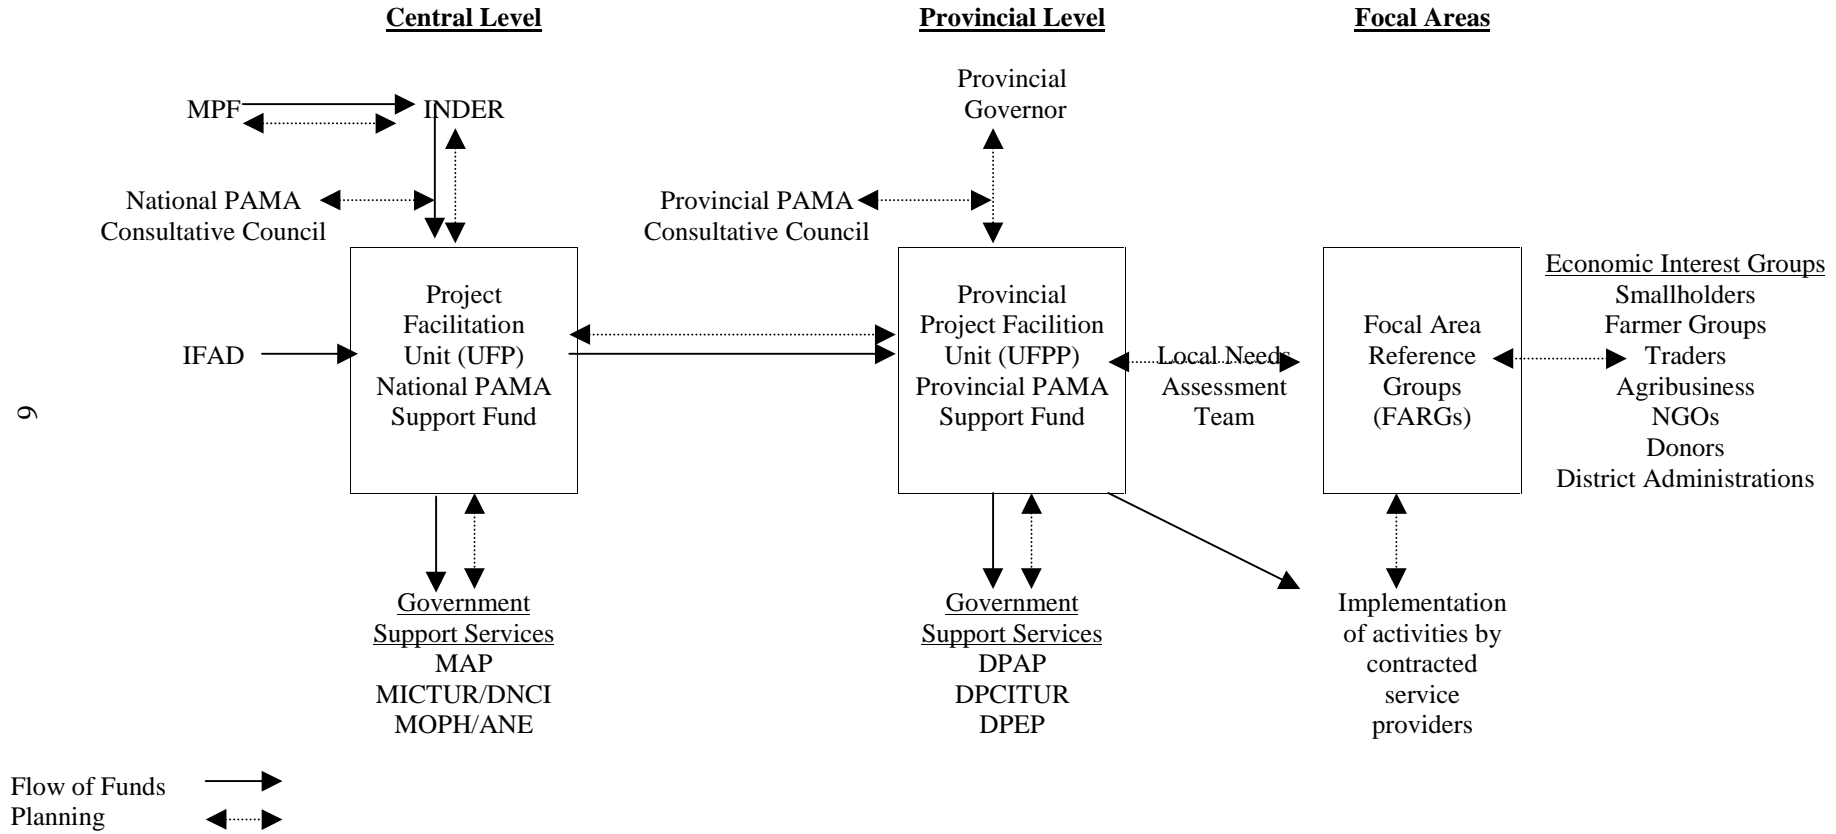 Central Level
Provincial Level
Focal Areas
MPF
INDER
Provincial
Governor
National PAMA
Consultative Council
Provincial PAMA
Consultative Council
IFAD
Project
Facilitation
Unit (UFP)
National PAMA
Support Fund
Provincial
Project Facilition
Unit (UFPP)
Provincial PAMA
Support Fund
Local Needs
Assessment
Team
Focal Area
Reference
Groups
(FARGs)
Economic Interest Groups
Smallholders
Farmer Groups
Traders
Agribusiness
NGOs
Donors
District Administrations
9
Government
Support Services
MAP
MICTUR/DNCI
MOPH/ANE
Government
Support Services
DPAP
DPCITUR
DPEP
Implementation
of activities by
contracted
service
providers
Flow of Funds
Planning